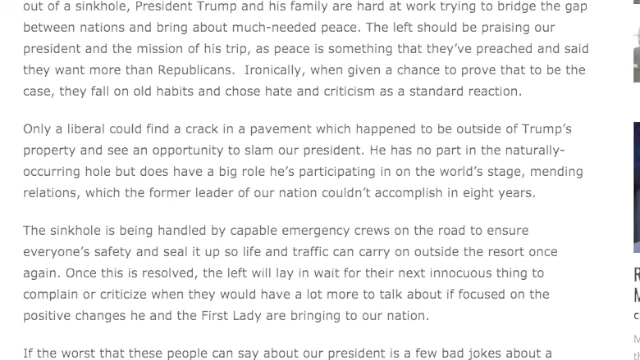 out of a sinkhole, President Trump and his family are hard at work trying to bridge the gap
between nations and bring about much-needed peace. The left should be praising our
president and the mission of his trip, as peace is something that they've preached and said
they want more than Republicans.  Ironically, when given a chance to prove that to be the
case, they fall on old habits and chose hate and criticism as a standard reaction.
Only a liberal could find a crack in a pavement which happened to be outside of Trump's
property and see an opportunity to slam our president. He has no part in the naturally-
occurring hole but does have a big role he's participating in on the world's stage, mending
relations, which the former leader of our nation couldn't accomplish in eight years.
The sinkhole is being handled by capable emergency crews on the road to ensure
everyone's safety and seal it up so life and traffic can carry on outside the resort once
again. Once this is resolved, the left will lay in wait for their next innocuous thing to
complain or criticize when they would have a lot more to talk about if focused on the
positive changes he and the First Lady are bringing to our nation.
If the worst that these people can say about our president is a few bad jokes about a